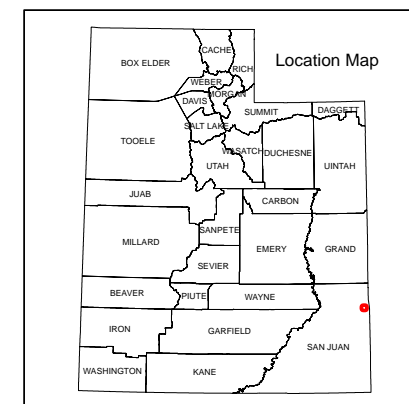 Location Map
CACHE
BOX ELDER
RICH
WEBER
MORGAN
DAVIS
SUMMIT
DAGGETT
SALT LAKE
TOOELE
WASATCH
DUCHESNE
UTAH
UINTAH
JUAB
CARBON
SANPETE
MILLARD
EMERY
GRAND
SEVIER
BEAVER
PIUTE
WAYNE
IRON
GARFIELD
SAN JUAN
WASHINGTON
KANE